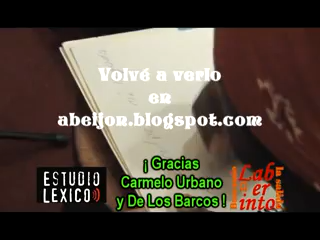 Volvé a verlo
en
abeijon.blogspot.com
¡ Gracias
Carmelo Urbano
y De Los Barcos !
ESTUDIO
LEXICO
Lab
er
into